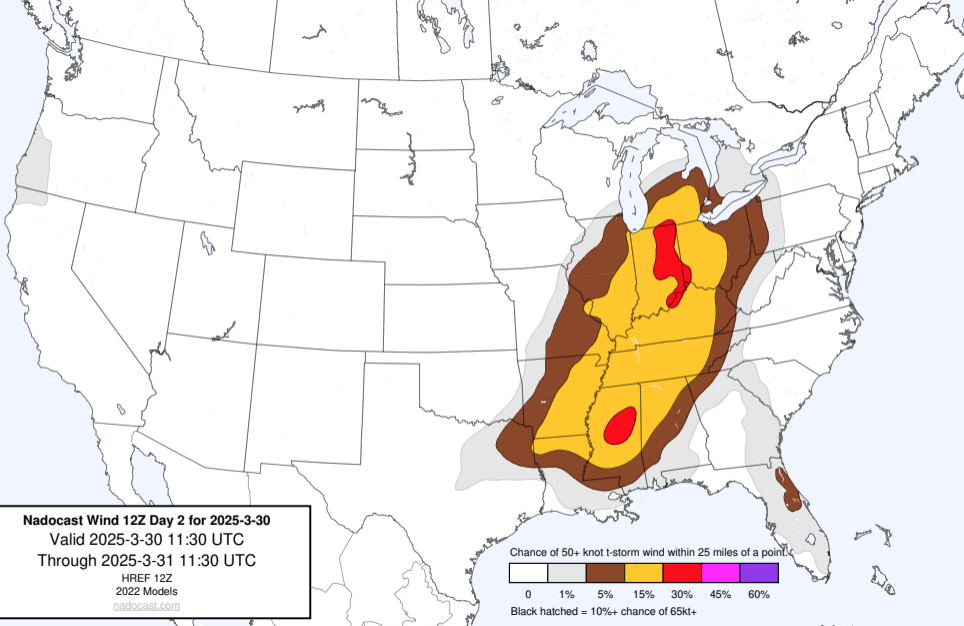 Nadocast Wind 12Z Day 2 for 2025-3-30
Valid 2025-3-30 11:30 UTC
Through 2025-3-31 11:30 UTC
HREF 12Z
2022 Models
nadocast.com
Chance of 50+ knot t-storm wind within 25 miles of a point.
0 1% 5% 15% 30% 45% 60%
Black hatched = 10%+ chance of 65kt+